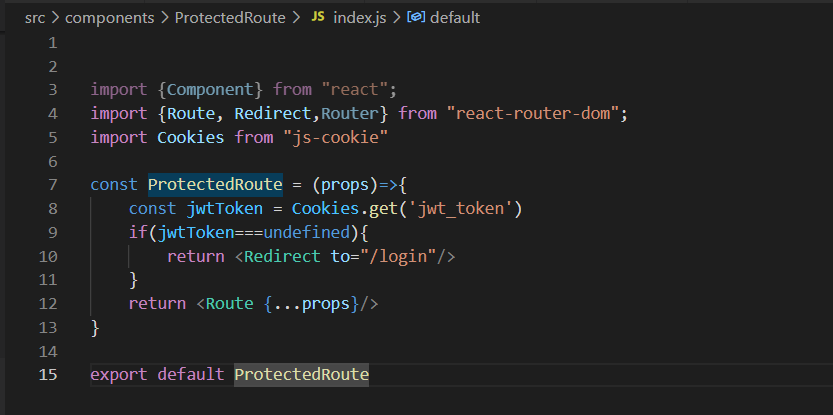 src > components > ProtectedRoute > JS index.js > default
1
2
3 import {Component} from "react";
4 import {Route, Redirect,Router} from "react-router-dom";
5 import Cookies from "js-cookie"
6
7 const ProtectedRoute = (props)=>{
8     const jwtToken = Cookies.get('jwt_token')
9     if(jwtToken===undefined){
10         return <Redirect to="/login"/>
11     }
12     return <Route {...props}/>
13 }
14
15 export default ProtectedRoute